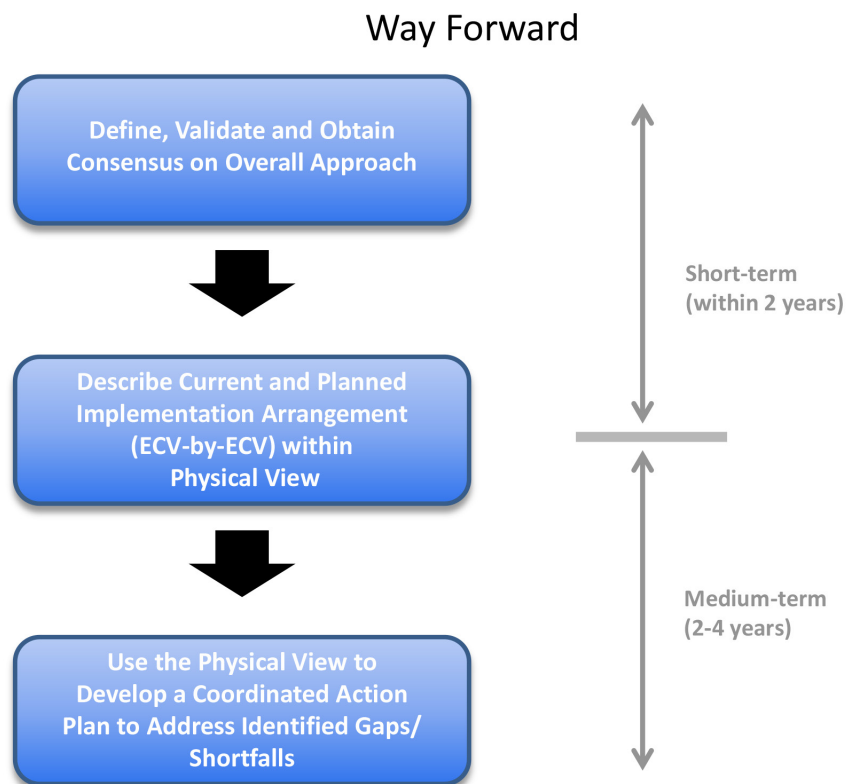 Way Forward
Define, Validate and Obtain
Consensus on Overall Approach
Short-term
(within 2 years)
Describe Current and Planned
Implementation Arrangement
(ECV-by-ECV) within
Physical View
Medium-term
(2-4 years)
Use the Physical View to
Develop a Coordinated Action
Plan to Address Identified Gaps/
Shortfalls